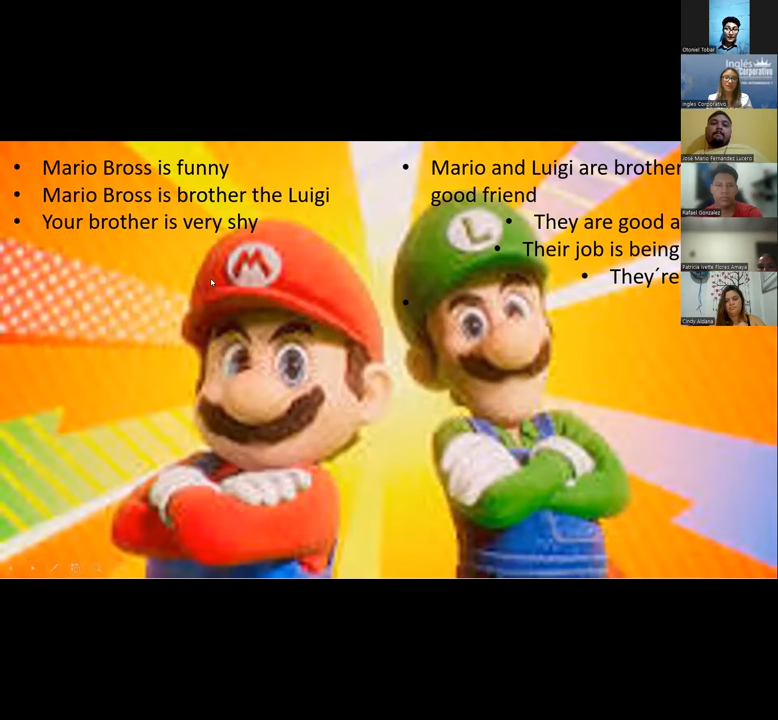 Mario Bross is funny
Mario Bross is brother the Luigi
Your brother is very shy
Mario and Luigi are brother
good friend
They are good a
Their job is being
They´re
M
L
Otoniel Tobar
Inglés
Corporativo
Ingles Corporativo
José Mario Fernández Lucero
Rafael Gonzalez
Patricia Ivette Flores Amaya
Cindy Aldana